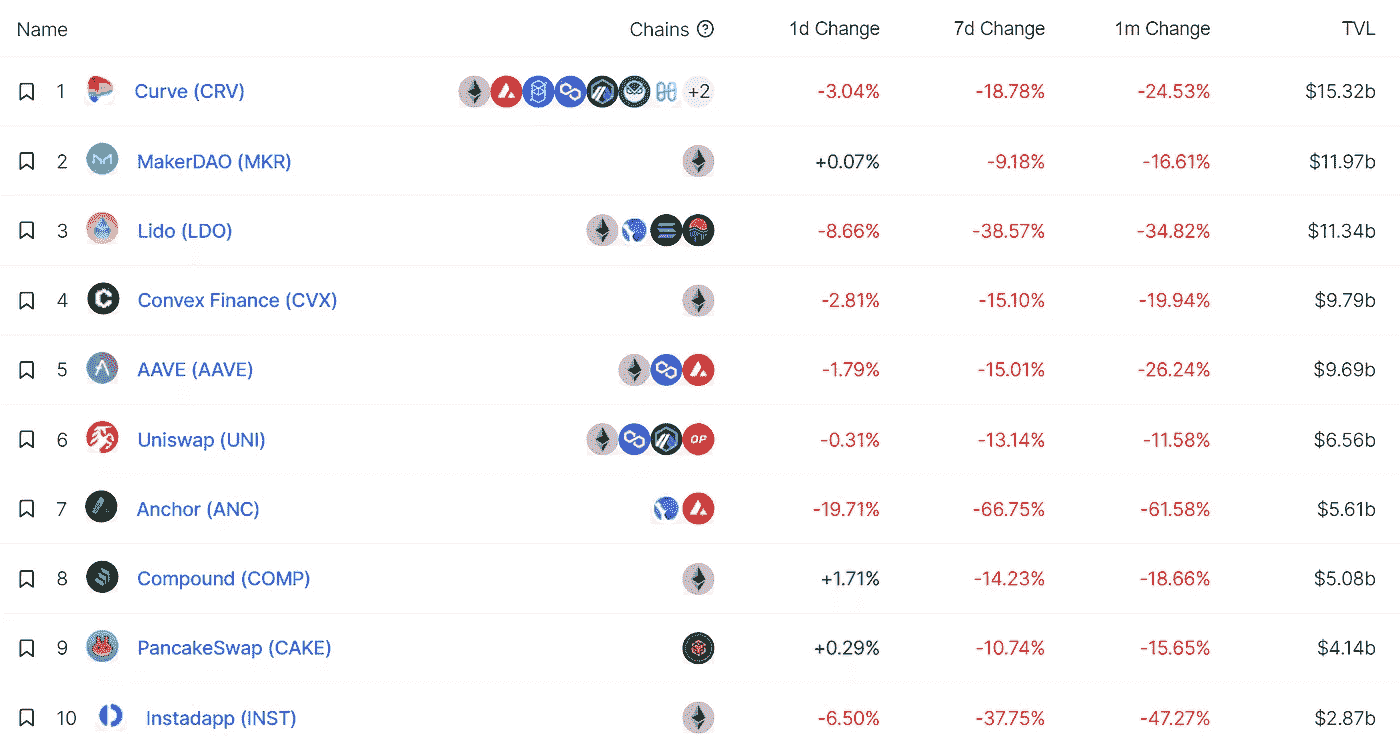 Name Chains ? 1d Change 7d Change 1m Change TVL
1 Curve (CRV) +2 -3.04% -18.78% -24.53% $15.32b
2 MakerDAO (MKR) +0.07% -9.18% -16.61% $11.97b
3 Lido (LDO) -8.66% -38.57% -34.82% $11.34b
4 Convex Finance (CVX) -2.81% -15.10% -19.94% $9.79b
5 AAVE (AAVE) -1.79% -15.01% -26.24% $9.69b
6 Uniswap (UNI) OP -0.31% -13.14% -11.58% $6.56b
7 Anchor (ANC) -19.71% -66.75% -61.58% $5.61b
8 Compound (COMP) +1.71% -14.23% -18.66% $5.08b
9 PancakeSwap (CAKE) +0.29% -10.74% -15.65% $4.14b
10 Instadapp (INST) -6.50% -37.75% -47.27% $2.87b